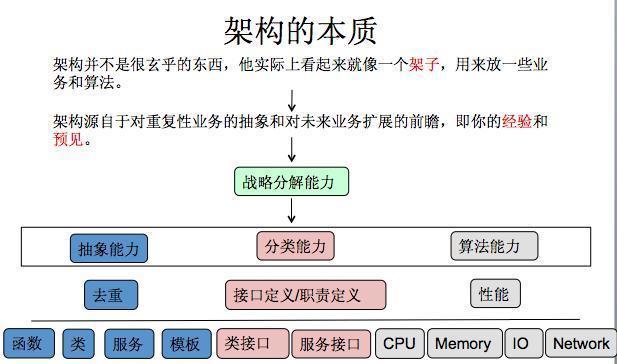 架构的本质
架构并不是很玄乎的东西，他实际上看起来就像一个架子，用来放一些业
务和算法。
架构源自于对重复性业务的抽象和对未来业务扩展的前瞻，即你的经验和
预见。
战略分解能力
抽象能力 分类能力 算法能力
去重 接口定义/职责定义 性能
函数 类 服务 模板 类接口 服务接口 CPU Memory IO Network